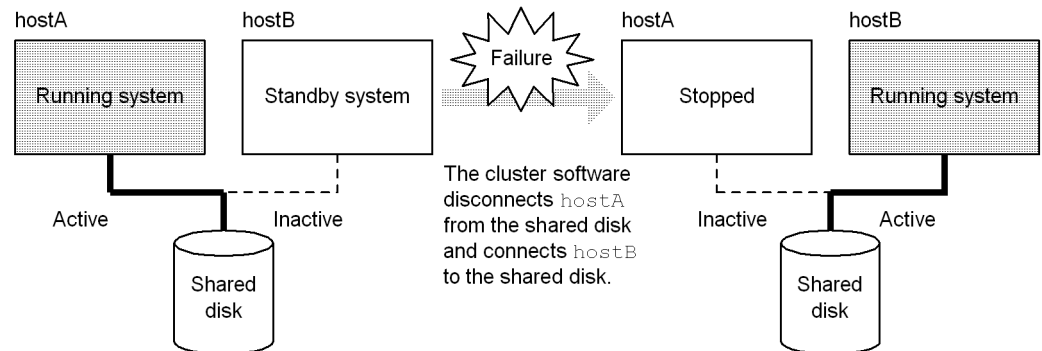 hostA
hostB
Running system
Standby system
Active
Inactive
Shared
disk
Failure
The cluster software
disconnects hostA
from the shared disk
and connects hostB
to the shared disk.
hostA
hostB
Stopped
Running system
Inactive
Active
Shared
disk